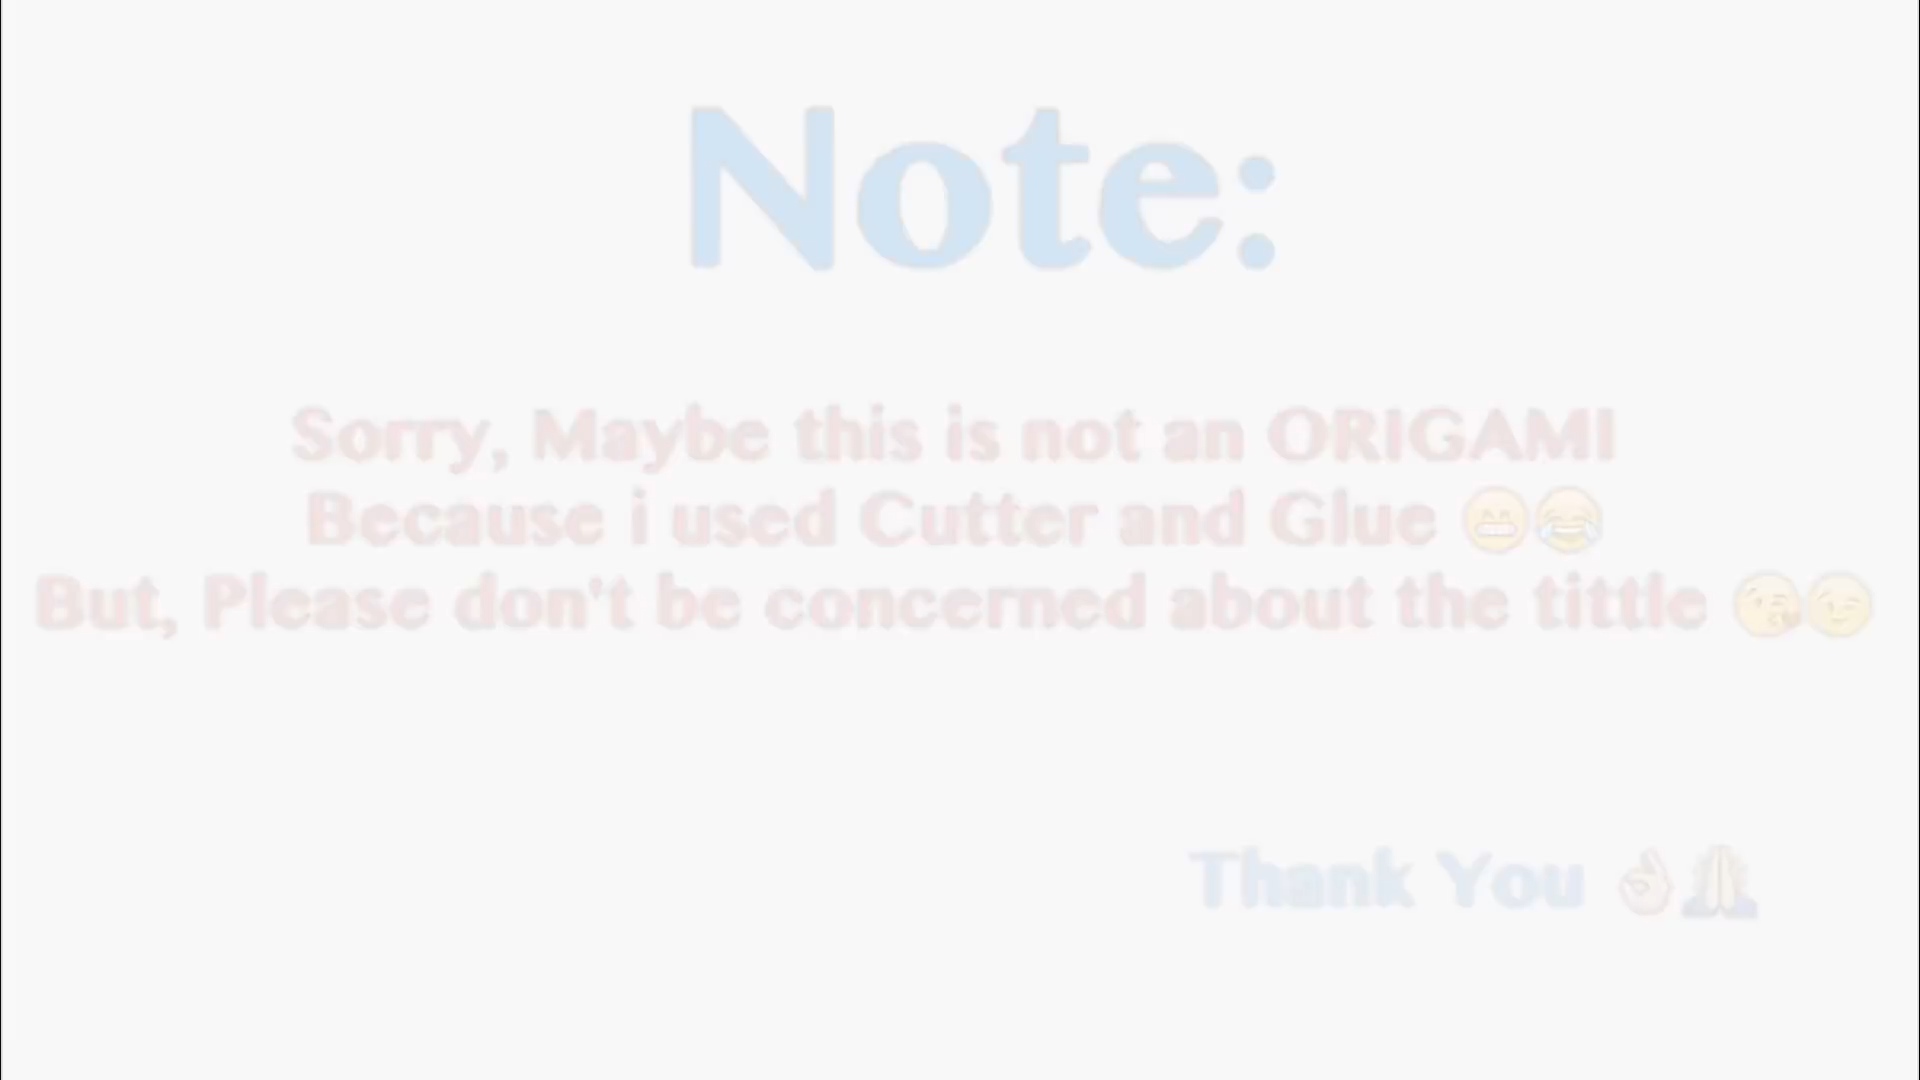 Note:
Sorry, Maybe this is not an ORIGAMI
Because i used Cutter and Glue 😁😂
But, Please don't be concerned about the tittle 😘😉
Thank You 👌🙏